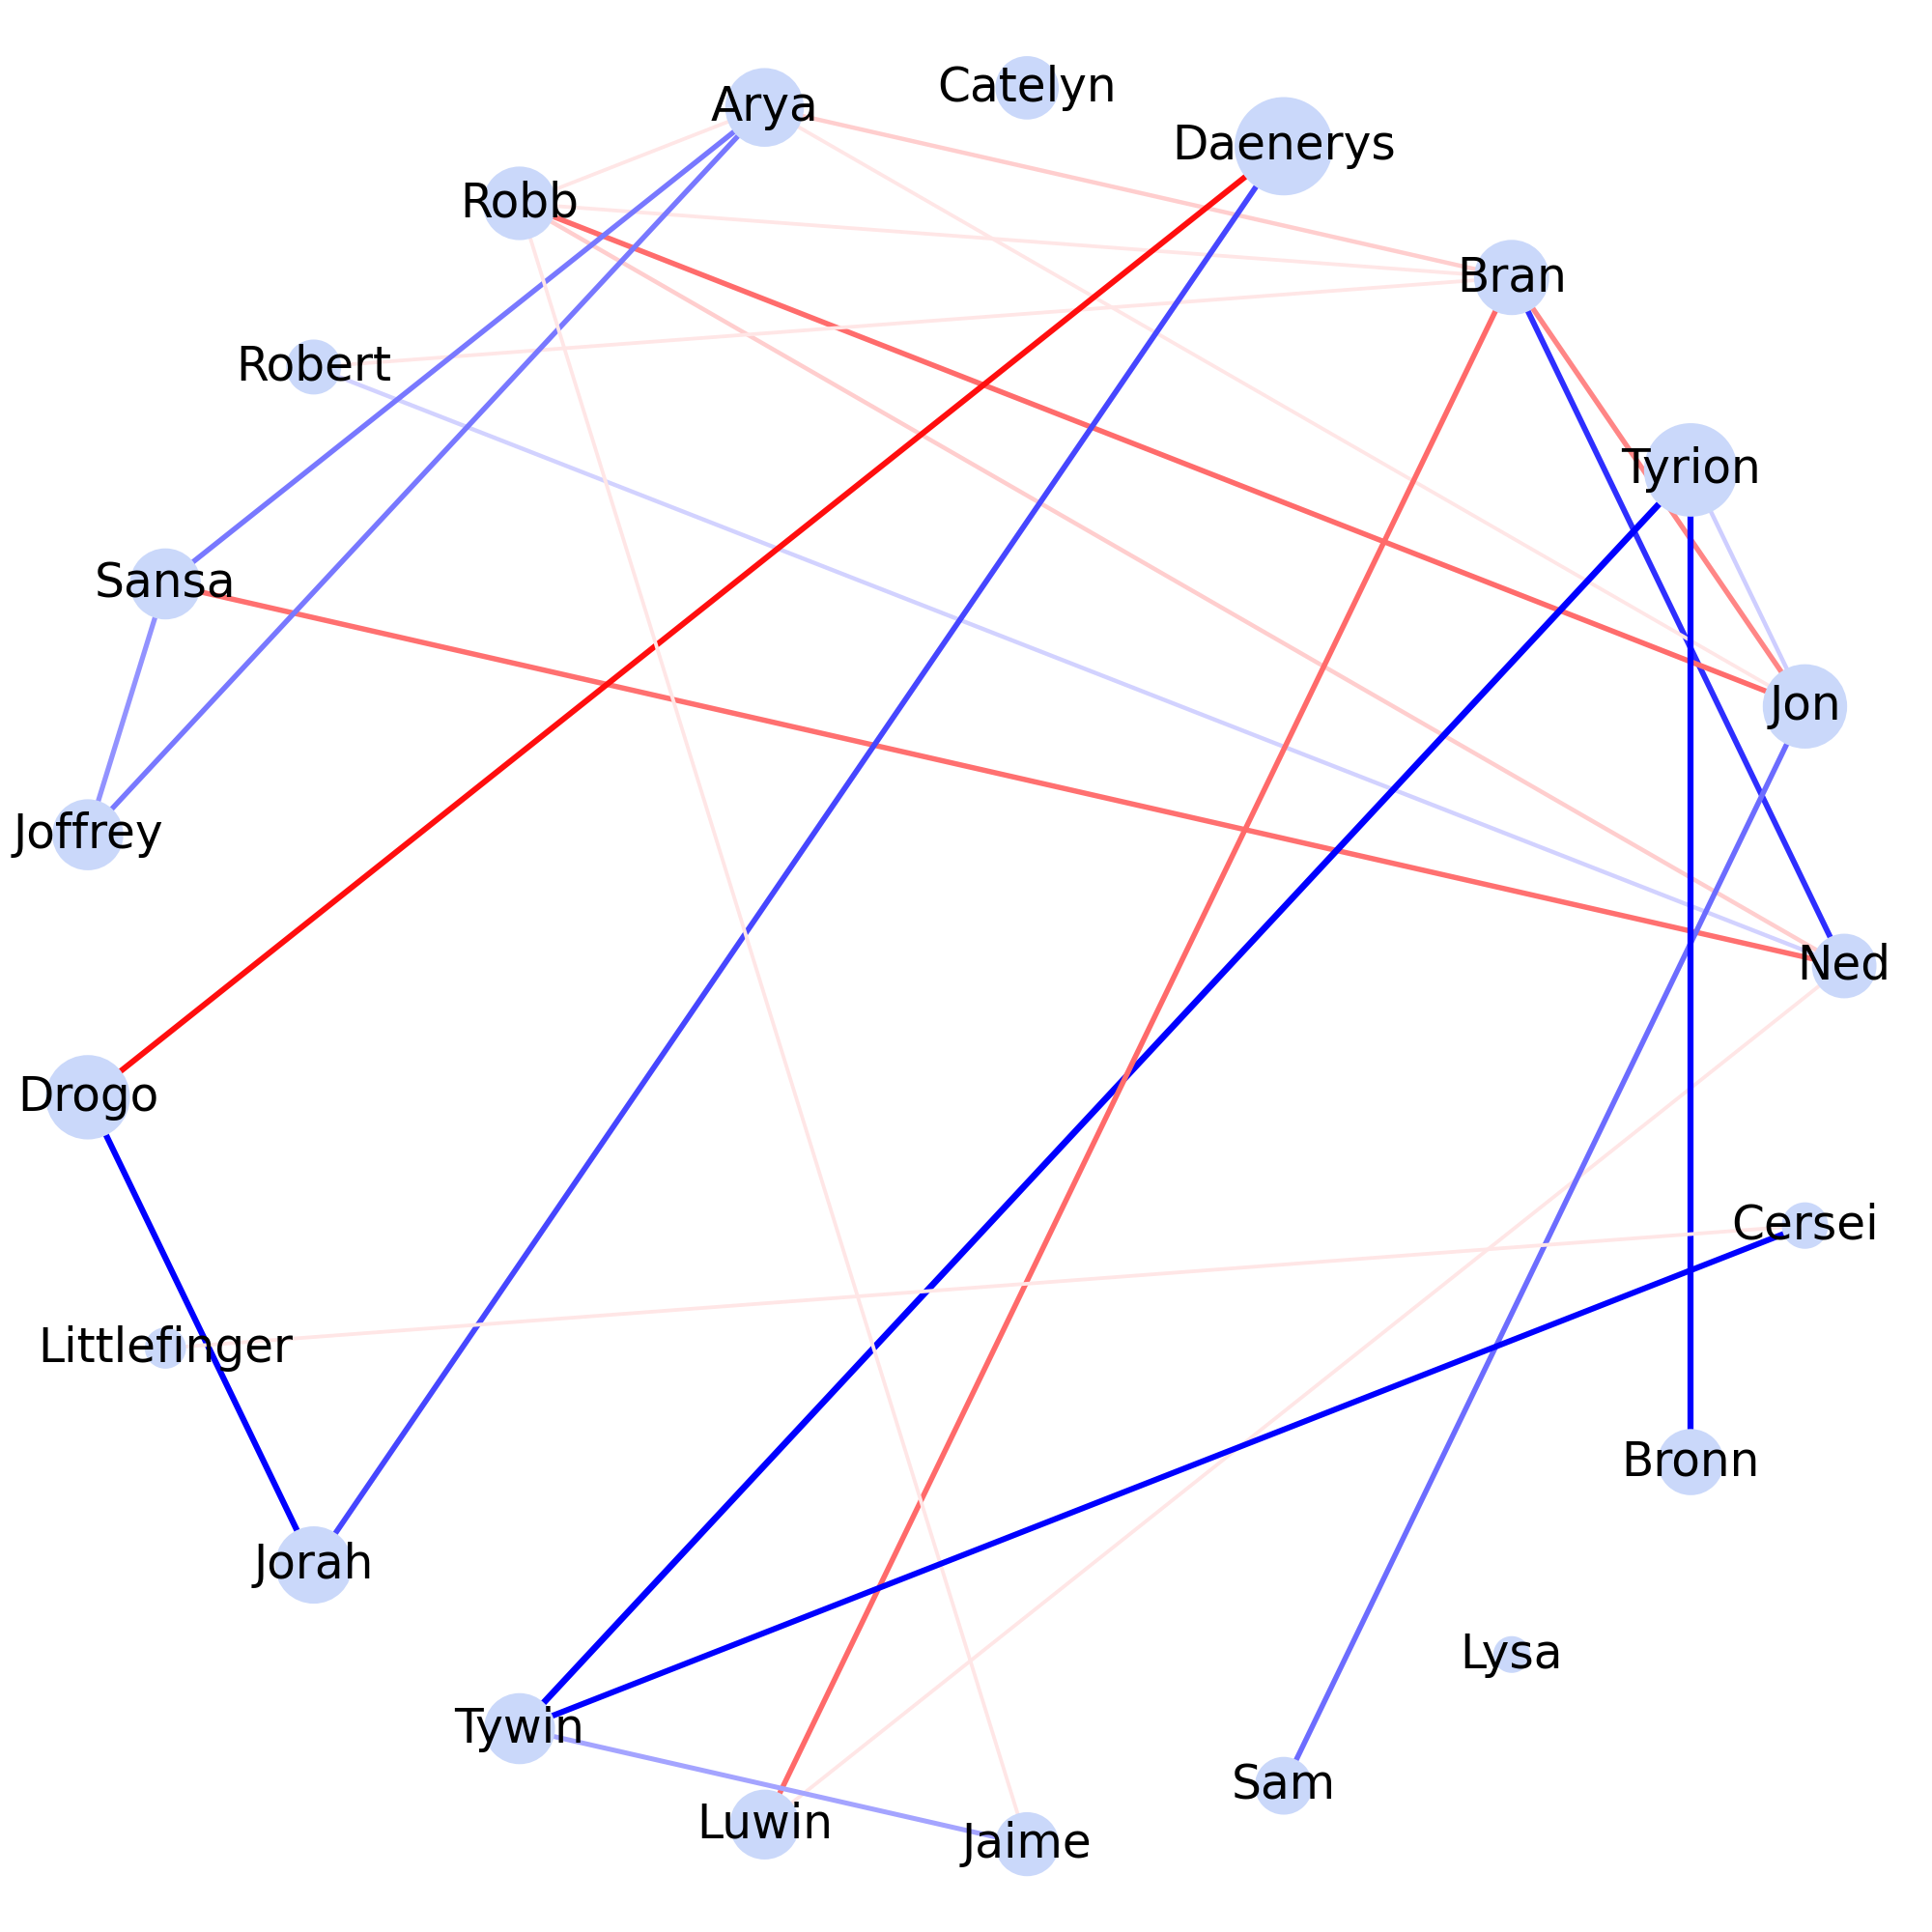 Catelyn
Arya
Daenerys
Robb
Bran
Robert
Tyrion
Sansa
Jon
Joffrey
Ned
Drogo
Cersei
Littlefinger
Bronn
Jorah
Lysa
Tywin
Sam
Luwin
Jaime